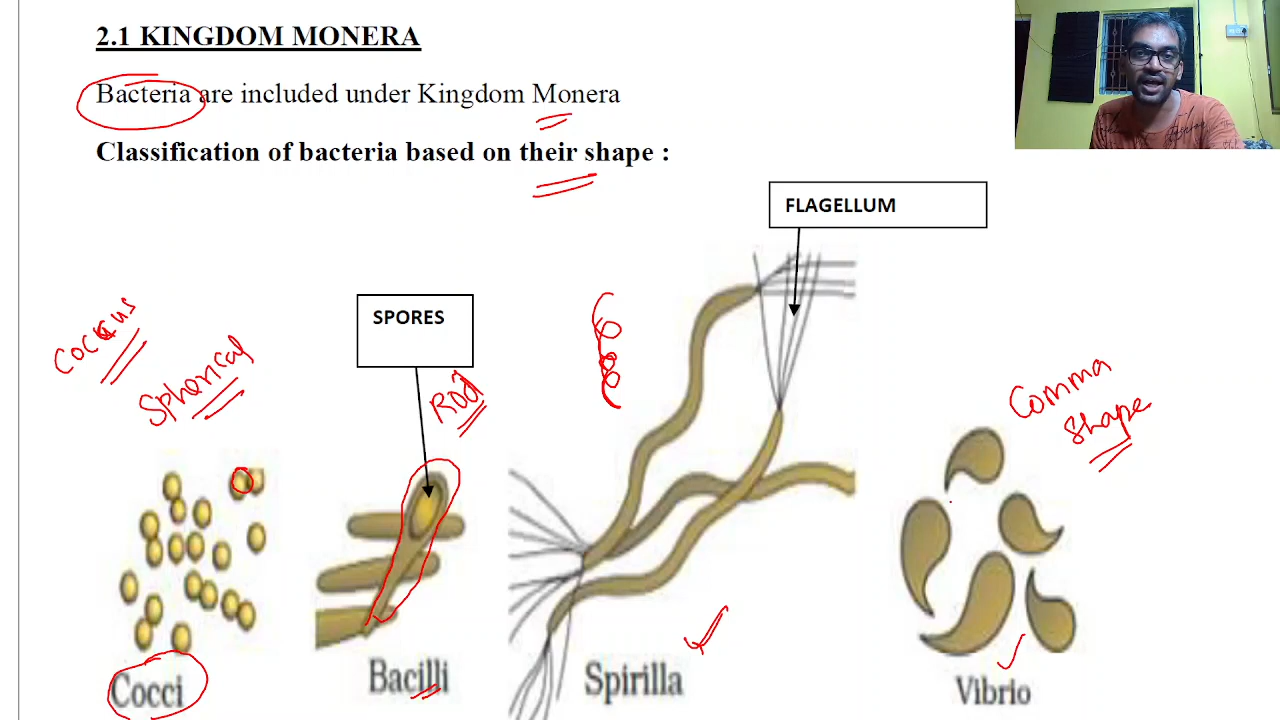 2.1 KINGDOM MONERA
Bacteria are included under Kingdom Monera
Classification of bacteria based on their shape :
FLAGELLUM
SPORES
Coccus
Spherical
Rod
Comma
shape
Cocci
Bacilli
Spirilla
Vibrio